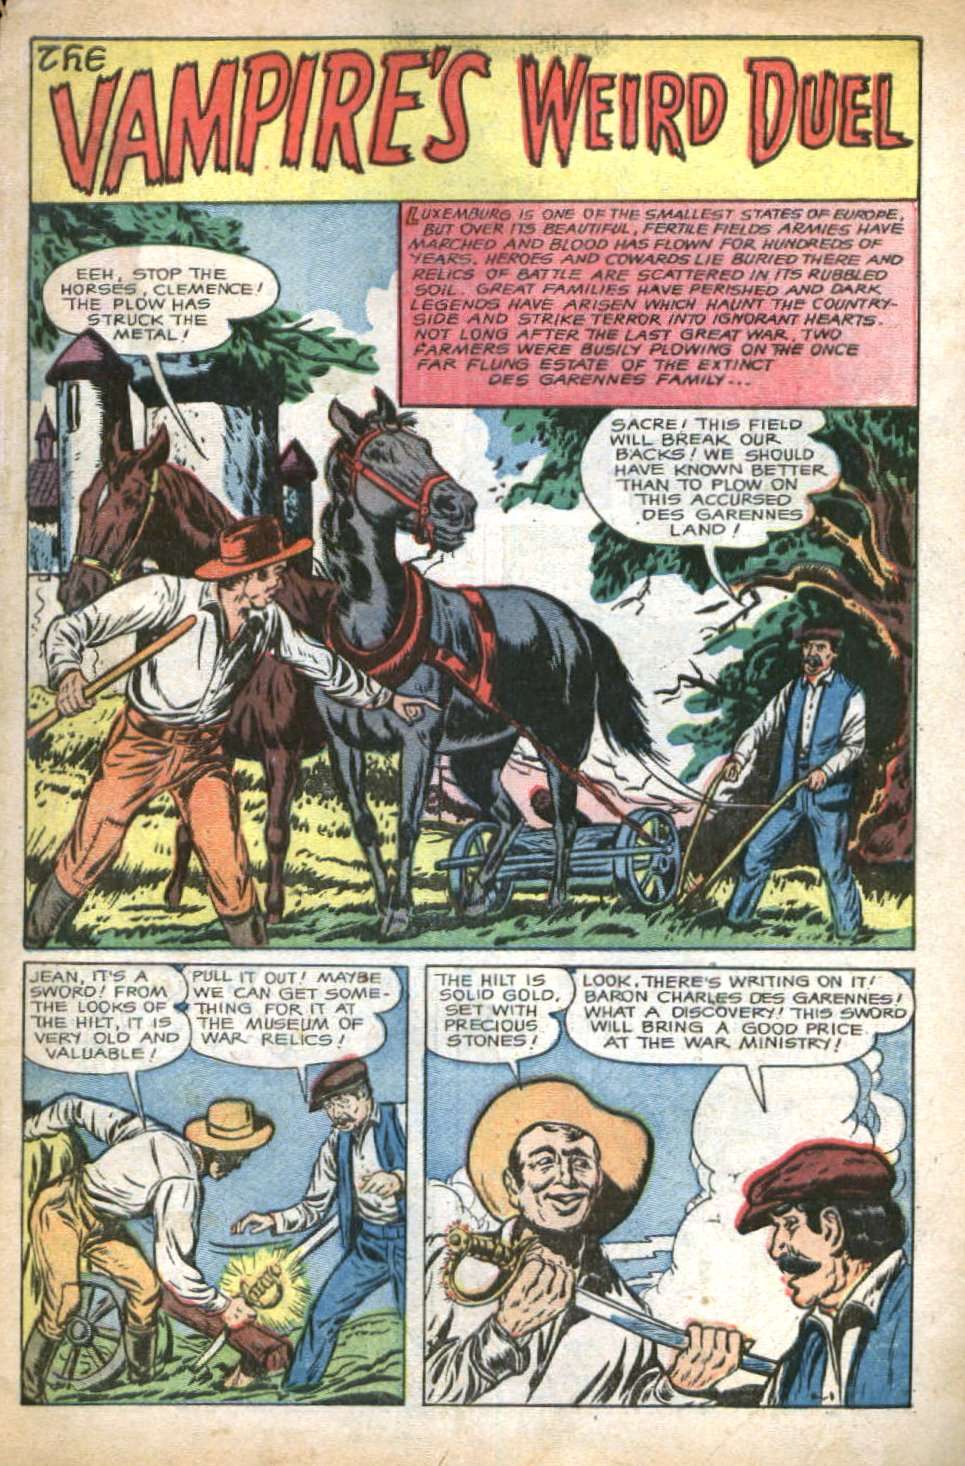 The
VAMPIRE'S WEIRD DUEL
LUXEMBURG IS ONE OF THE SMALLEST STATES OF EUROPE,
BUT OVER ITS BEAUTIFUL, FERTILE FIELDS ARMIES HAVE
MARCHED AND BLOOD HAS FLOWN FOR HUNDREDS OF
YEARS. HEROES AND COWARDS LIE BURIED THERE AND
RELICS OF BATTLE ARE SCATTERED IN ITS RUBBLED
SOIL. GREAT FAMILIES HAVE PERISHED AND DARK
LEGENDS HAVE ARISEN WHICH HAUNT THE COUNTRY-
SIDE AND STRIKE TERROR INTO IGNORANT HEARTS.
NOT LONG AFTER THE LAST GREAT WAR, TWO
FARMERS WERE BUSILY PLOWING ON THE ONCE
FAR FLUNG ESTATE OF THE EXTINCT
DES GARENNES FAMILY...
EEH, STOP THE
HORSES, CLEMENCE!
THE PLOW HAS
STRUCK THE
METAL!
SACRE! THIS FIELD
WILL BREAK OUR
BACKS! WE SHOULD
HAVE KNOWN BETTER
THAN TO PLOW ON
THIS ACCURSED
DES GARENNES
LAND!
JEAN, IT'S A
SWORD! FROM
THE LOOKS OF
THE HILT, IT IS
VERY OLD AND
VALUABLE!
PULL IT OUT! MAYBE
WE CAN GET SOME-
THING FOR IT AT
THE MUSEUM OF
WAR RELICS!
THE HILT IS
SOLID GOLD,
SET WITH
PRECIOUS
STONES!
LOOK, THERE'S WRITING ON IT!
BARON CHARLES DES GARENNES!
WHAT A DISCOVERY! THIS SWORD
WILL BRING A GOOD PRICE
AT THE WAR MINISTRY!